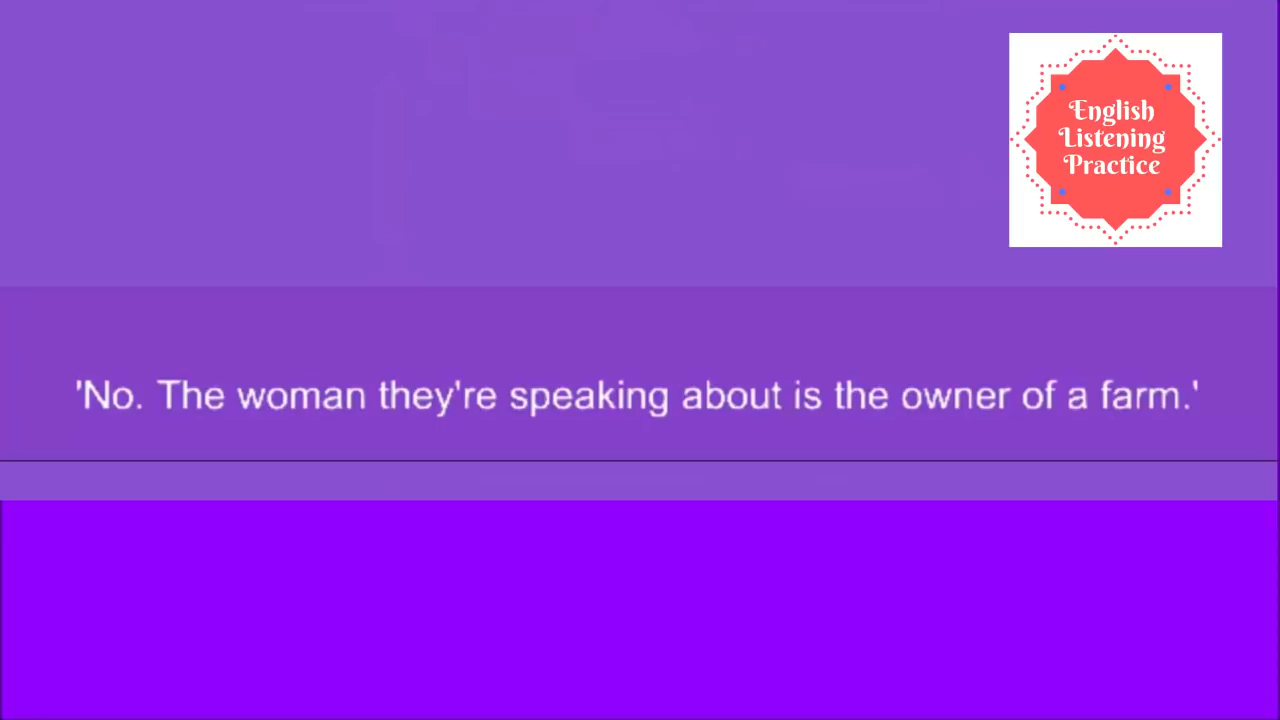 English
Listening
Practice
'No. The woman they're speaking about is the owner of a farm.'